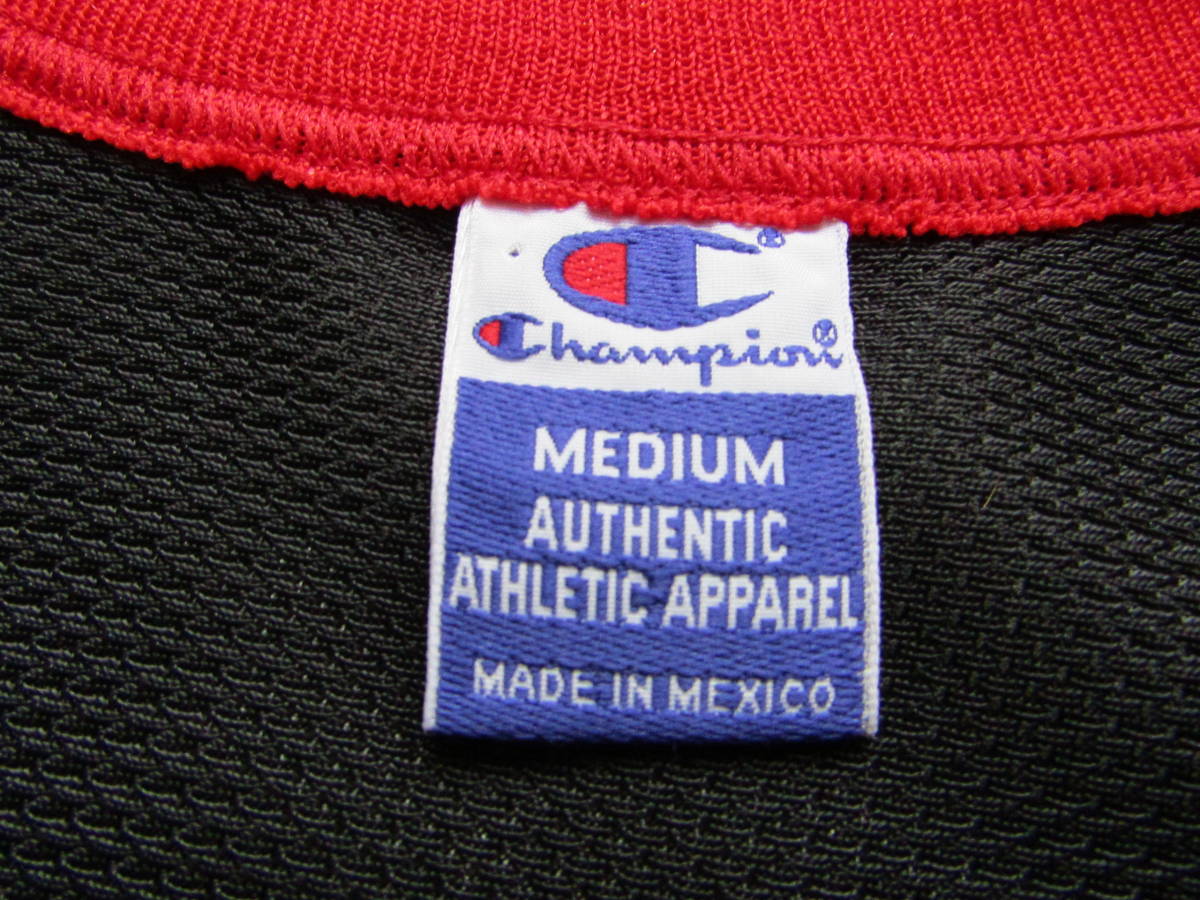 Champion®
MEDIUM
AUTHENTIC
ATHLETIC APPAREL
MADE IN MEXICO